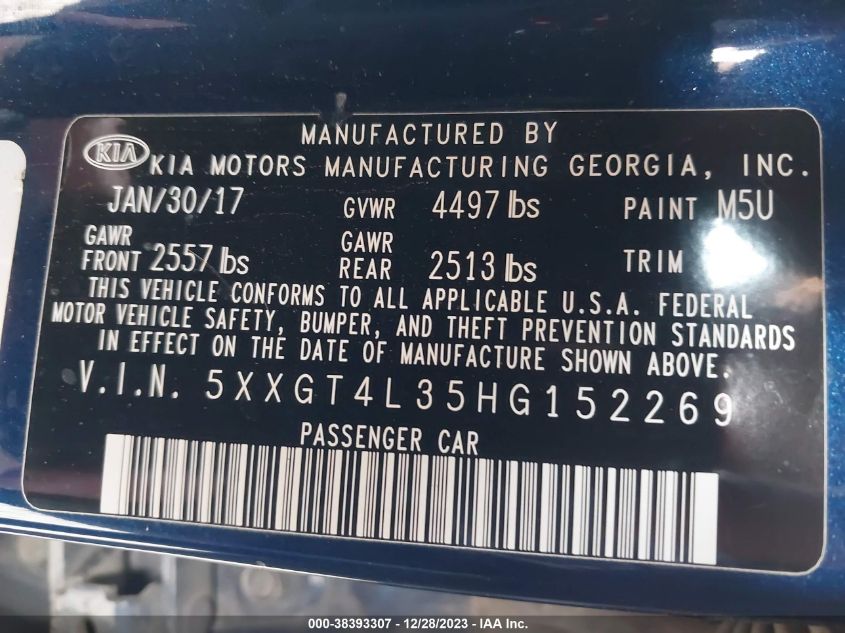 MANUFACTURED BY
KIA KIA MOTORS MANUFACTURING GEORGIA, INC.
JAN/30/17 GVWR 4497 lbs PAINT M5U
GAWR FRONT 2557 lbs GAWR REAR 2513 lbs TRIM
THIS VEHICLE CONFORMS TO ALL APPLICABLE U.S.A. FEDERAL
MOTOR VEHICLE SAFETY, BUMPER, AND THEFT PREVENTION STANDARDS
IN EFFECT ON THE DATE OF MANUFACTURE SHOWN ABOVE.
V.I.N. 5XXGT4L35HG152269
PASSENGER CAR
000-38393307 - 12/28/2023 - IAA Inc.